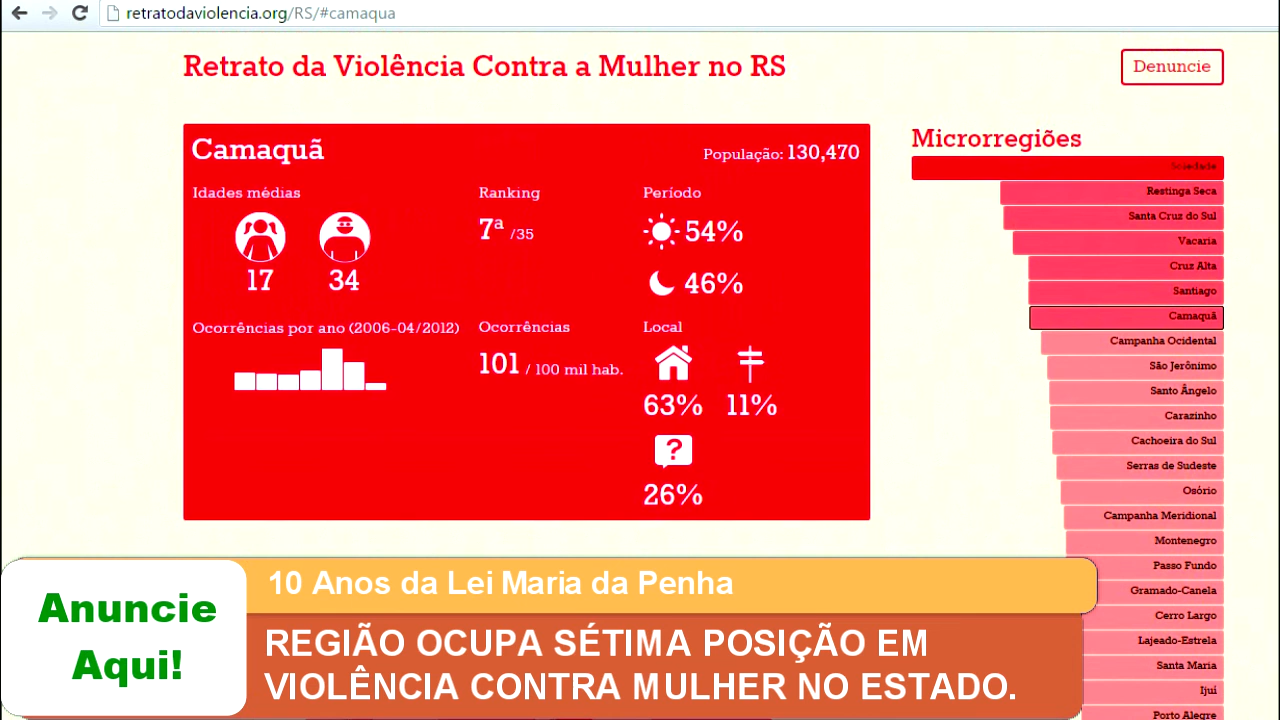 retratodaviolencia.org/RS/#camaqua
Retrato da Violência Contra a Mulher no RS
Denuncie
Camaquã
População: 130,470
Idades médias
17
34
Ranking
7ª /35
Período
54%
46%
Ocorrências por ano (2006-04/2012)
Ocorrências
101 / 100 mil hab.
Local
63%
11%
?
26%
Microrregiões
Soledade
Restinga Seca
Santa Cruz do Sul
Vacaria
Cruz Alta
Santiago
Camaquã
Campanha Ocidental
São Jerônimo
Santo Ângelo
Carazinho
Cachoeira do Sul
Serras de Sudeste
Osório
Campanha Meridional
Montenegro
Passo Fundo
Gramado-Canela
Cerro Largo
Lajeado-Estrela
Santa Maria
Ijuí
Porto Alegre
Anuncie
Aqui!
10 Anos da Lei Maria da Penha
REGIÃO OCUPA SÉTIMA POSIÇÃO EM
VIOLÊNCIA CONTRA MULHER NO ESTADO.